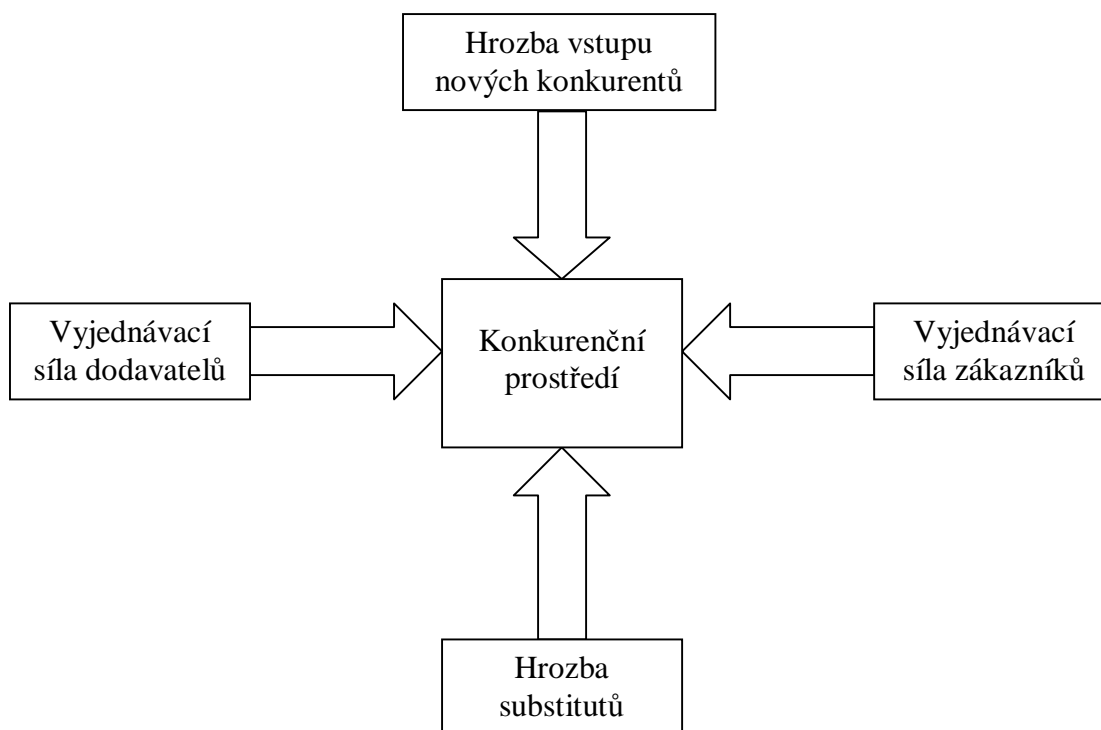 Hrozba vstupu
nových konkurentů
Vyjednávací
síla dodavatelů
Konkurenční
prostředí
Vyjednávací
síla zákazníků
Hrozba
substitutů